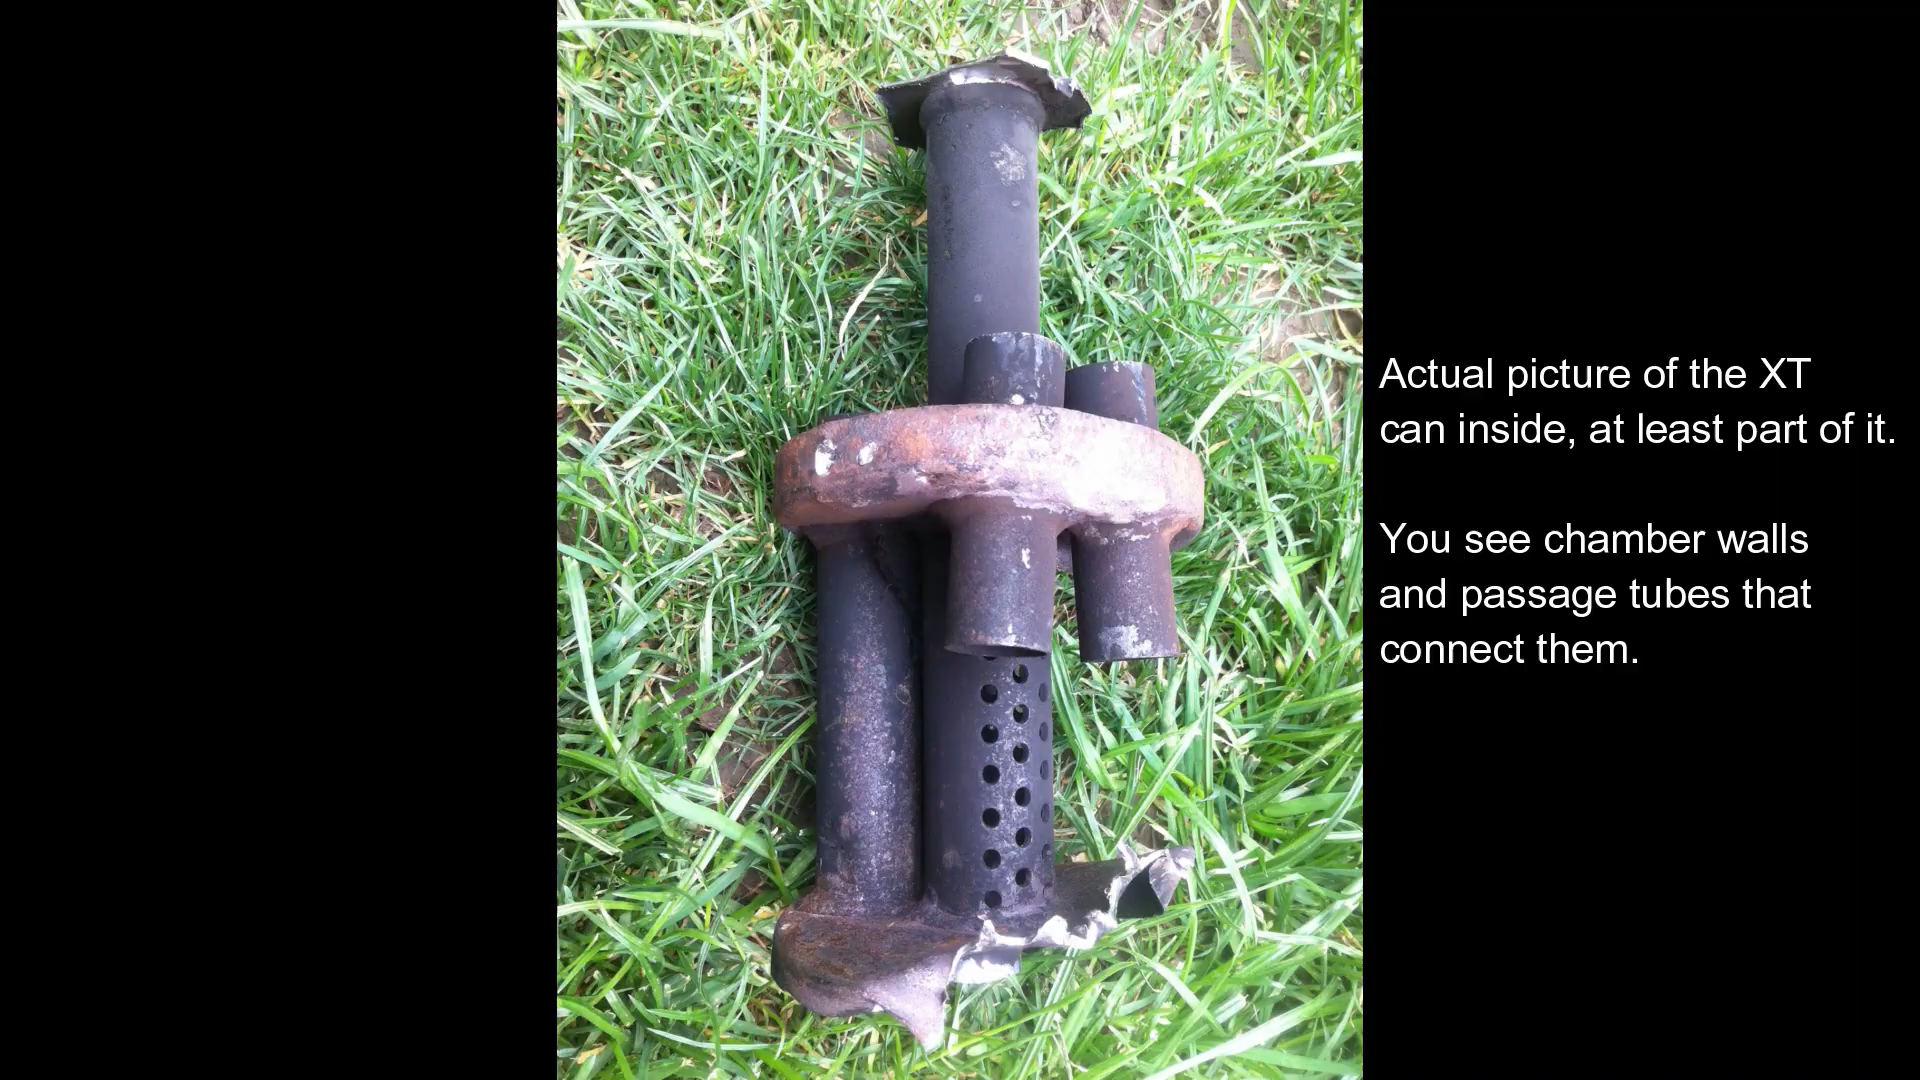 Actual picture of the XT
can inside, at least part of it.
You see chamber walls
and passage tubes that
connect them.